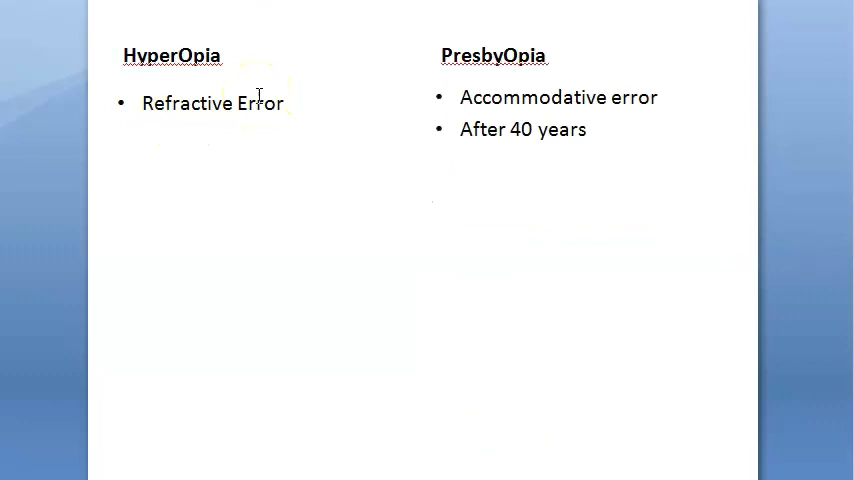 HyperOpia
• Refractive Error
PresbyOpia
• Accommodative error
• After 40 years